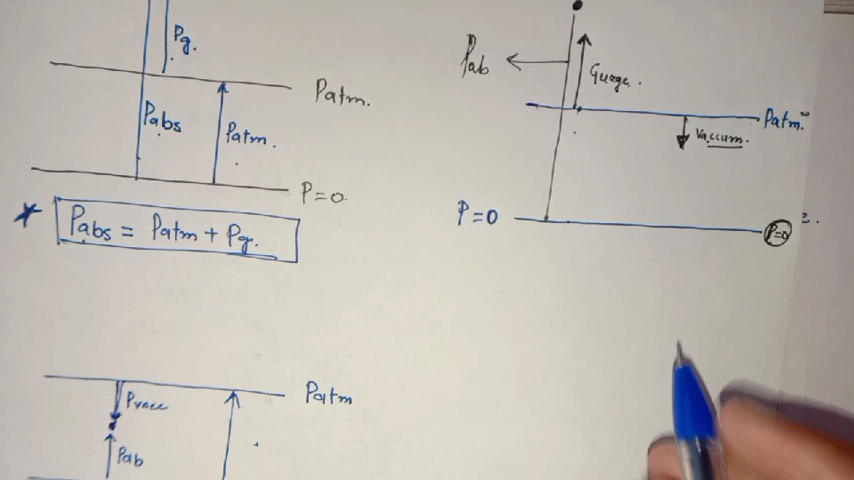 Pg.
Patm.
Pabs
Patm.
P=0
Pabs = Patm + Pg.
Patm
Pvacc
Pab
Pab
Guage.
Patm.
Vaccum.
P=0
P=0